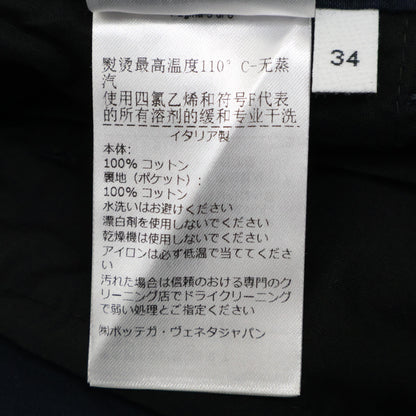 熨烫最高温度110° C-无蒸
汽
使用四氯乙烯和符号F代表
的所有溶剂的缓和专业干洗
イタリア製
本体:
100% コットン
裏地（ポケット）:
100% コットン
水洗いはお避けください
漂白剤を使用しないでください
乾燥機は使用しないでください
アイロンは必ず低温で当ててください
汚れた場合は信頼のおける専門のク
リーニング店でドライクリーニング
で弱い処理とご指定ください
㈱ボッテガ・ヴェネタジャパン
34